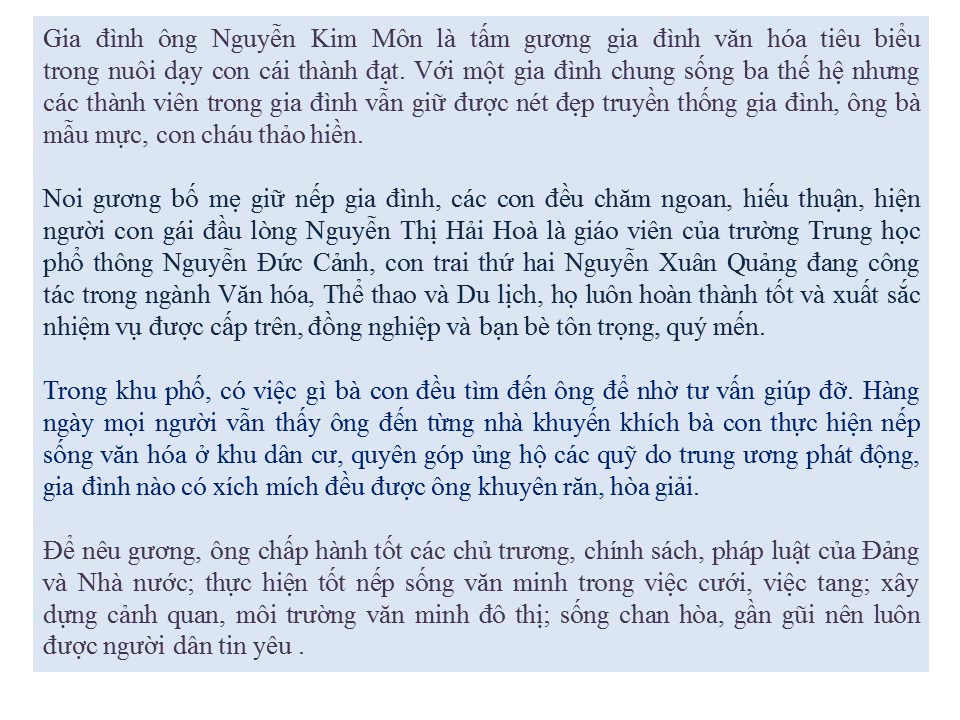 Gia đình ông Nguyễn Kim Môn là tấm gương gia đình văn hóa tiêu biểu
trong nuôi dạy con cái thành đạt. Với một gia đình chung sống ba thế hệ nhưng
các thành viên trong gia đình vẫn giữ được nét đẹp truyền thống gia đình, ông bà
mẫu mực, con cháu thảo hiền.
Noi gương bố mẹ giữ nếp gia đình, các con đều chăm ngoan, hiếu thuận, hiện
người con gái đầu lòng Nguyễn Thị Hải Hoà là giáo viên của trường Trung học
phổ thông Nguyễn Đức Cảnh, con trai thứ hai Nguyễn Xuân Quảng đang công
tác trong ngành Văn hóa, Thể thao và Du lịch, họ luôn hoàn thành tốt và xuất sắc
nhiệm vụ được cấp trên, đồng nghiệp và bạn bè tôn trọng, quý mến.
Trong khu phố, có việc gì bà con đều tìm đến ông để nhờ tư vấn giúp đỡ. Hàng
ngày mọi người vẫn thấy ông đến từng nhà khuyến khích bà con thực hiện nếp
sống văn hóa ở khu dân cư, quyên góp ủng hộ các quỹ do trung ương phát động,
gia đình nào có xích mích đều được ông khuyên răn, hòa giải.
Để nêu gương, ông chấp hành tốt các chủ trương, chính sách, pháp luật của Đảng
và Nhà nước; thực hiện tốt nếp sống văn minh trong việc cưới, việc tang; xây
dựng cảnh quan, môi trường văn minh đô thị; sống chan hòa, gần gũi nên luôn
được người dân tin yêu .